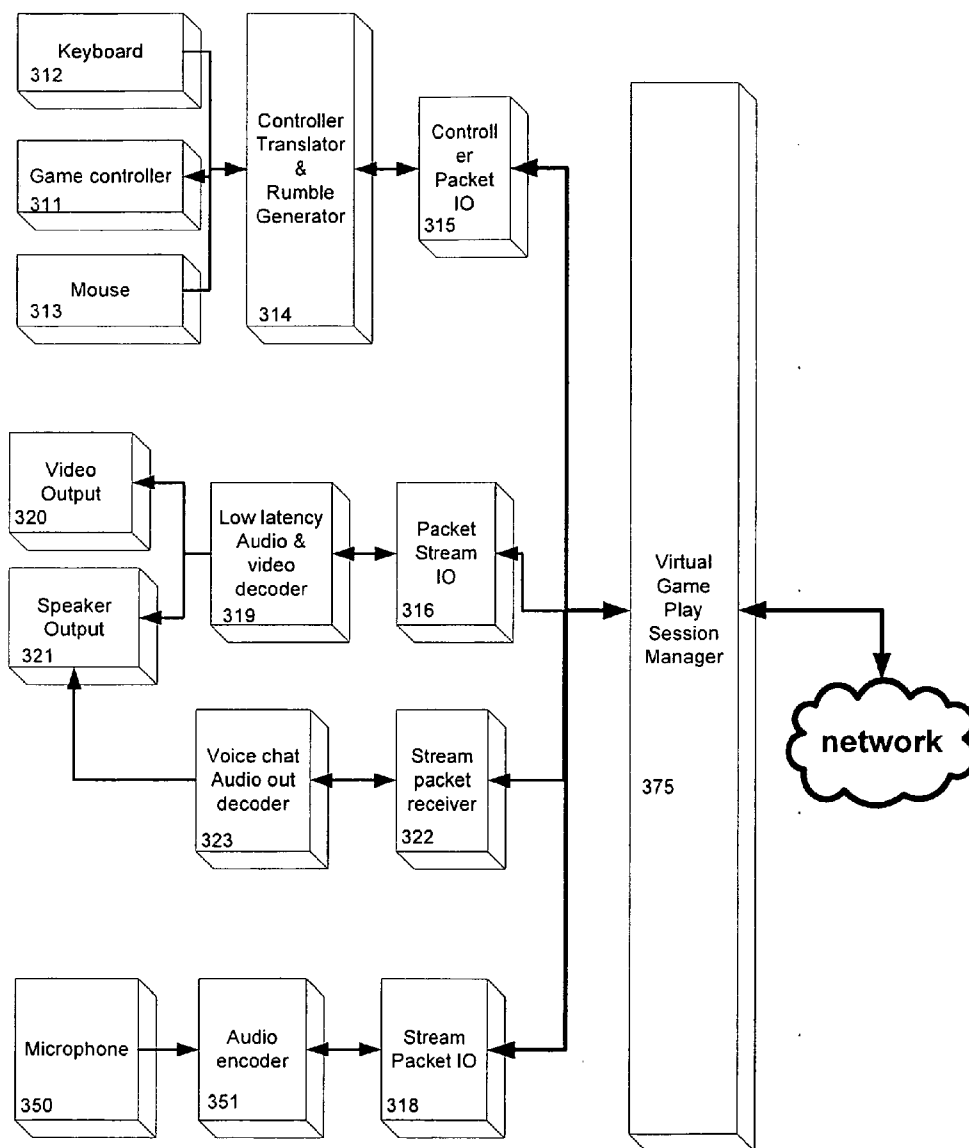 Keyboard
312
Game controller
311
Mouse
313
Controller
Translator
&
Rumble
Generator
314
Controll
er
Packet
IO
315
Video
Output
320
Speaker
Output
321
Low latency
Audio &
video
decoder
319
Packet
Stream
IO
316
Voice chat
Audio out
decoder
323
Stream
packet
receiver
322
Microphone
350
Audio
encoder
351
Stream
Packet IO
318
Virtual
Game
Play
Session
Manager
375
network